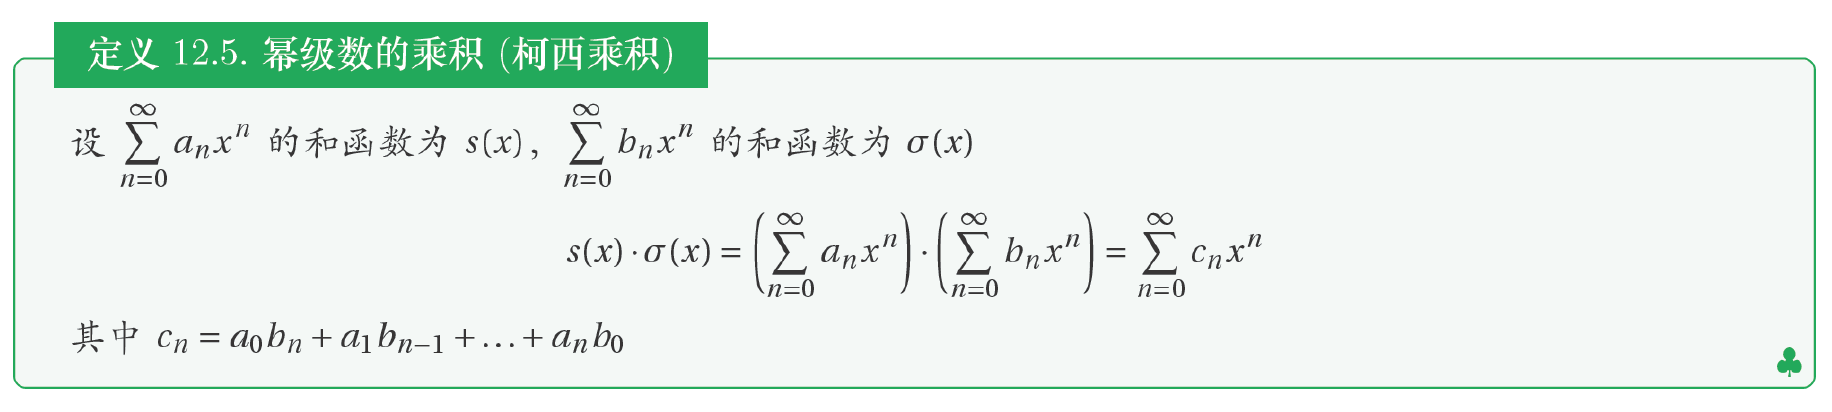 定义 12.5. 幂级数的乘积 (柯西乘积)
设 $\sum_{n=0}^{\infty} a_n x^n$ 的和函数为 $s(x)$, $\sum_{n=0}^{\infty} b_n x^n$ 的和函数为 $\sigma(x)$
$s(x) \cdot \sigma(x) = \left( \sum_{n=0}^{\infty} a_n x^n \right) \cdot \left( \sum_{n=0}^{\infty} b_n x^n \right) = \sum_{n=0}^{\infty} c_n x^n$
其中 $c_n = a_0 b_n + a_1 b_{n-1} + \ldots + a_n b_0$